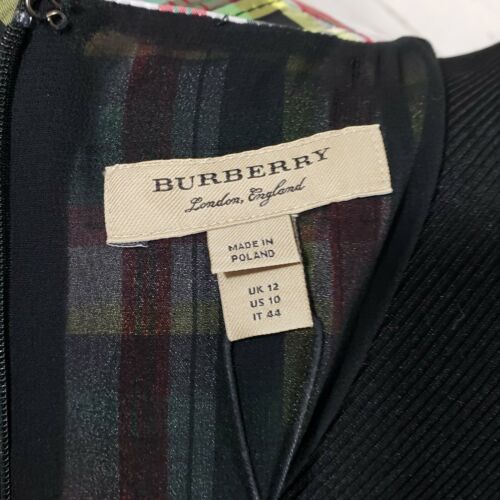 BURBERRY
London, England
MADE IN
POLAND
UK 12
US 10
IT 44